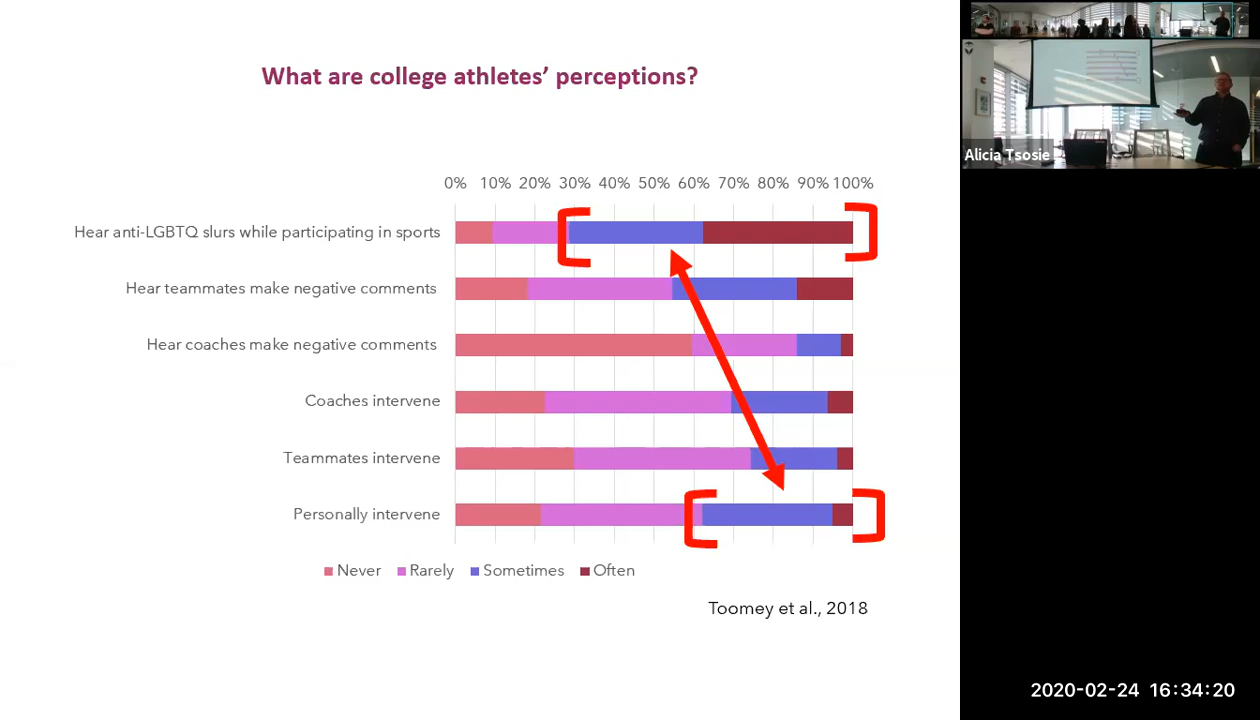 What are college athletes’ perceptions?
0% 10% 20% 30% 40% 50% 60% 70% 80% 90% 100%
Hear anti-LGBTQ slurs while participating in sports
Hear teammates make negative comments
Hear coaches make negative comments
Coaches intervene
Teammates intervene
Personally intervene
Never Rarely Sometimes Often
Toomey et al., 2018
Alicia Tsosie
2020-02-24 16:34:20